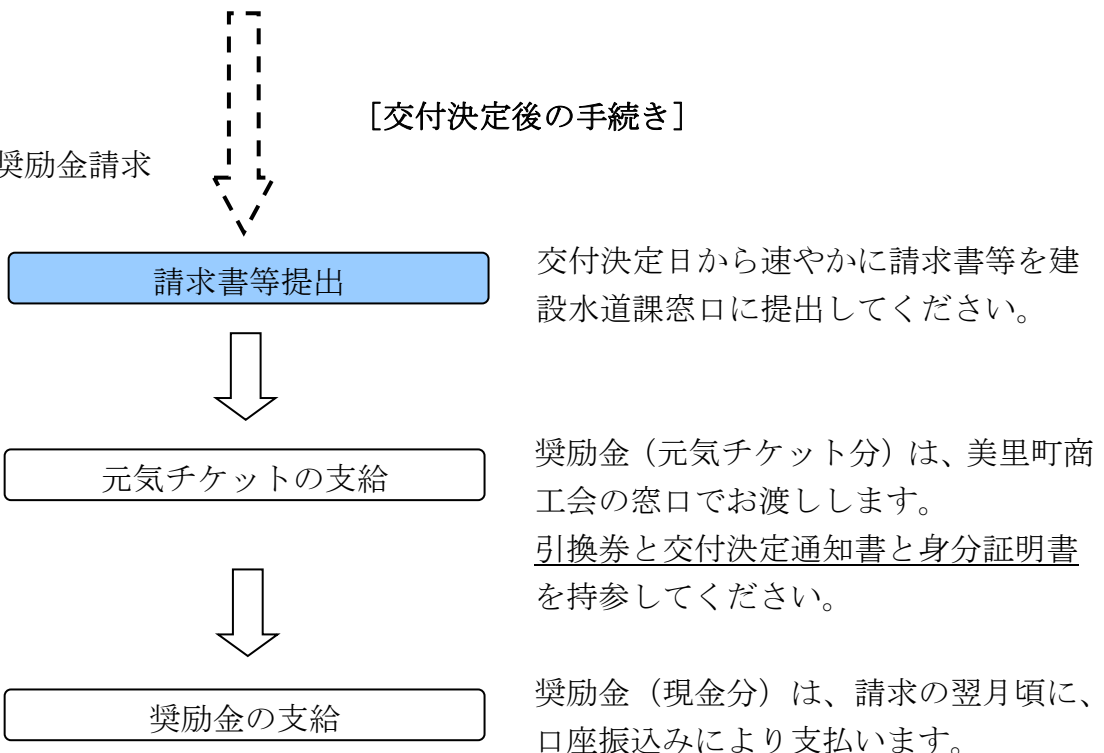 [交付決定後の手続き]
奨励金請求
請求書等提出
交付決定日から速やかに請求書等を建
設水道課窓口に提出してください。
元気チケットの支給
奨励金（元気チケット分）は、美里町商
工会の窓口でお渡しします。
引換券と交付決定通知書と身分証明書
を持参してください。
奨励金の支給
奨励金（現金分）は、請求の翌月頃に、
口座振込みにより支払います。